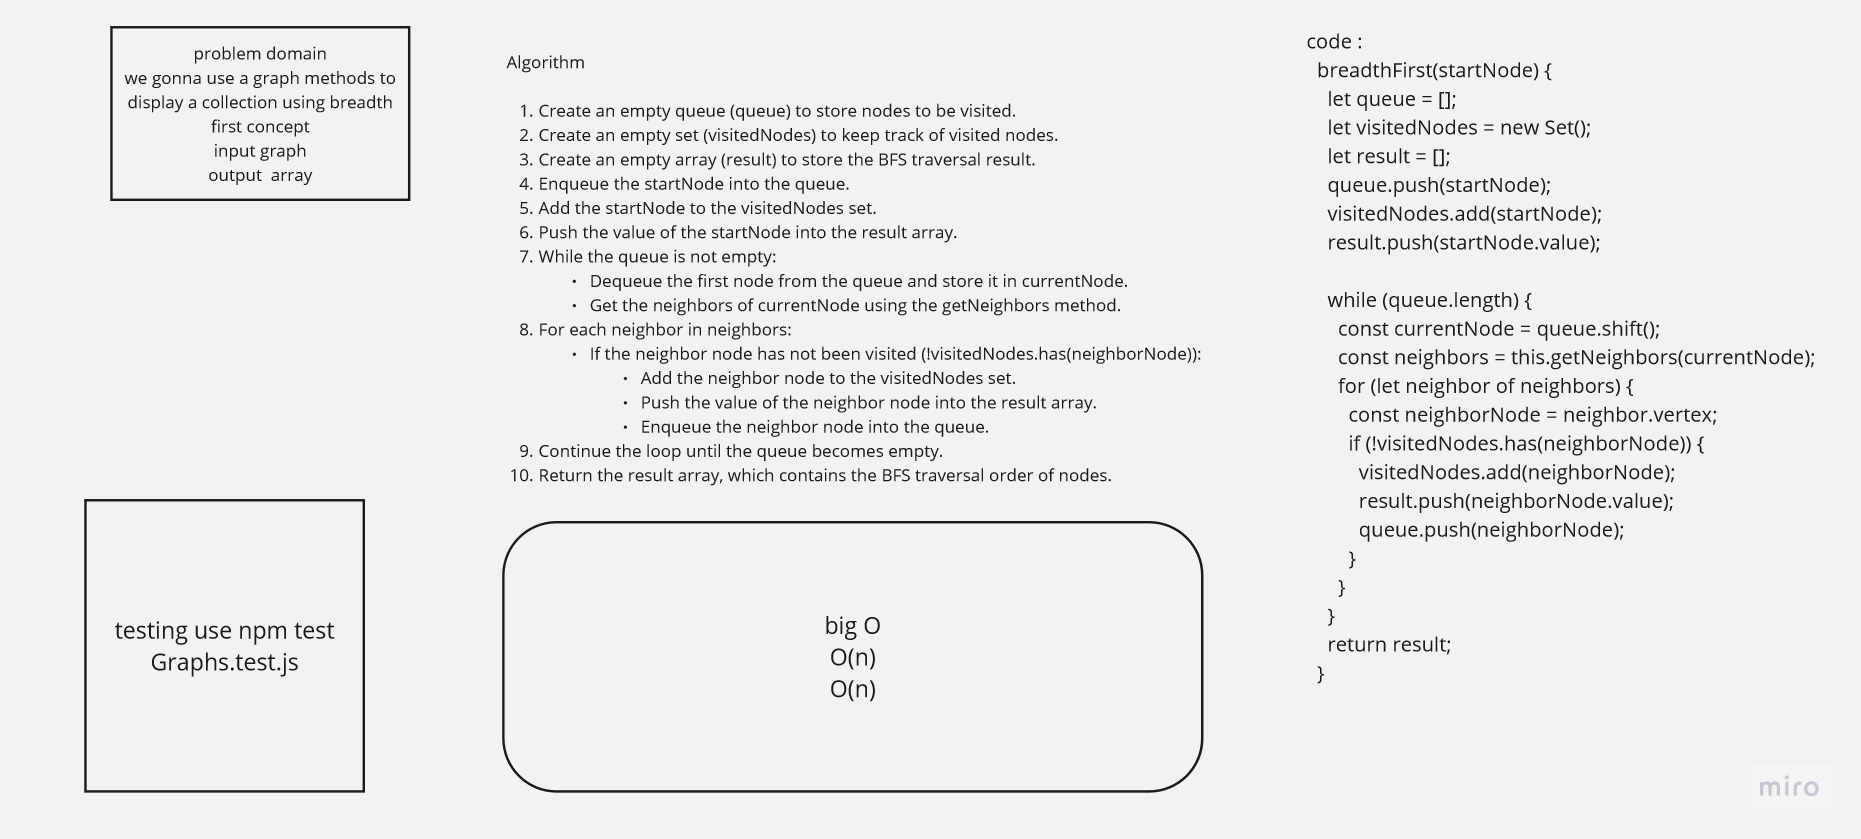 problem domain
we gonna use a graph methods to
display a collection using breadth
first concept
input graph
output  array
Algorithm
1. Create an empty queue (queue) to store nodes to be visited.
2. Create an empty set (visitedNodes) to keep track of visited nodes.
3. Create an empty array (result) to store the BFS traversal result.
4. Enqueue the startNode into the queue.
5. Add the startNode to the visitedNodes set.
6. Push the value of the startNode into the result array.
7. While the queue is not empty:
• Dequeue the first node from the queue and store it in currentNode.
• Get the neighbors of currentNode using the getNeighbors method.
8. For each neighbor in neighbors:
• If the neighbor node has not been visited (!visitedNodes.has(neighborNode)):
• Add the neighbor node to the visitedNodes set.
• Push the value of the neighbor node into the result array.
• Enqueue the neighbor node into the queue.
9. Continue the loop until the queue becomes empty.
10. Return the result array, which contains the BFS traversal order of nodes.
testing use npm test
Graphs.test.js
big O
O(n)
O(n)
code :
breadthFirst(startNode) {
let queue = [];
let visitedNodes = new Set();
let result = [];
queue.push(startNode);
visitedNodes.add(startNode);
result.push(startNode.value);
while (queue.length) {
const currentNode = queue.shift();
const neighbors = this.getNeighbors(currentNode);
for (let neighbor of neighbors) {
const neighborNode = neighbor.vertex;
if (!visitedNodes.has(neighborNode)) {
visitedNodes.add(neighborNode);
result.push(neighborNode.value);
queue.push(neighborNode);
}
}
}
return result;
}
miro